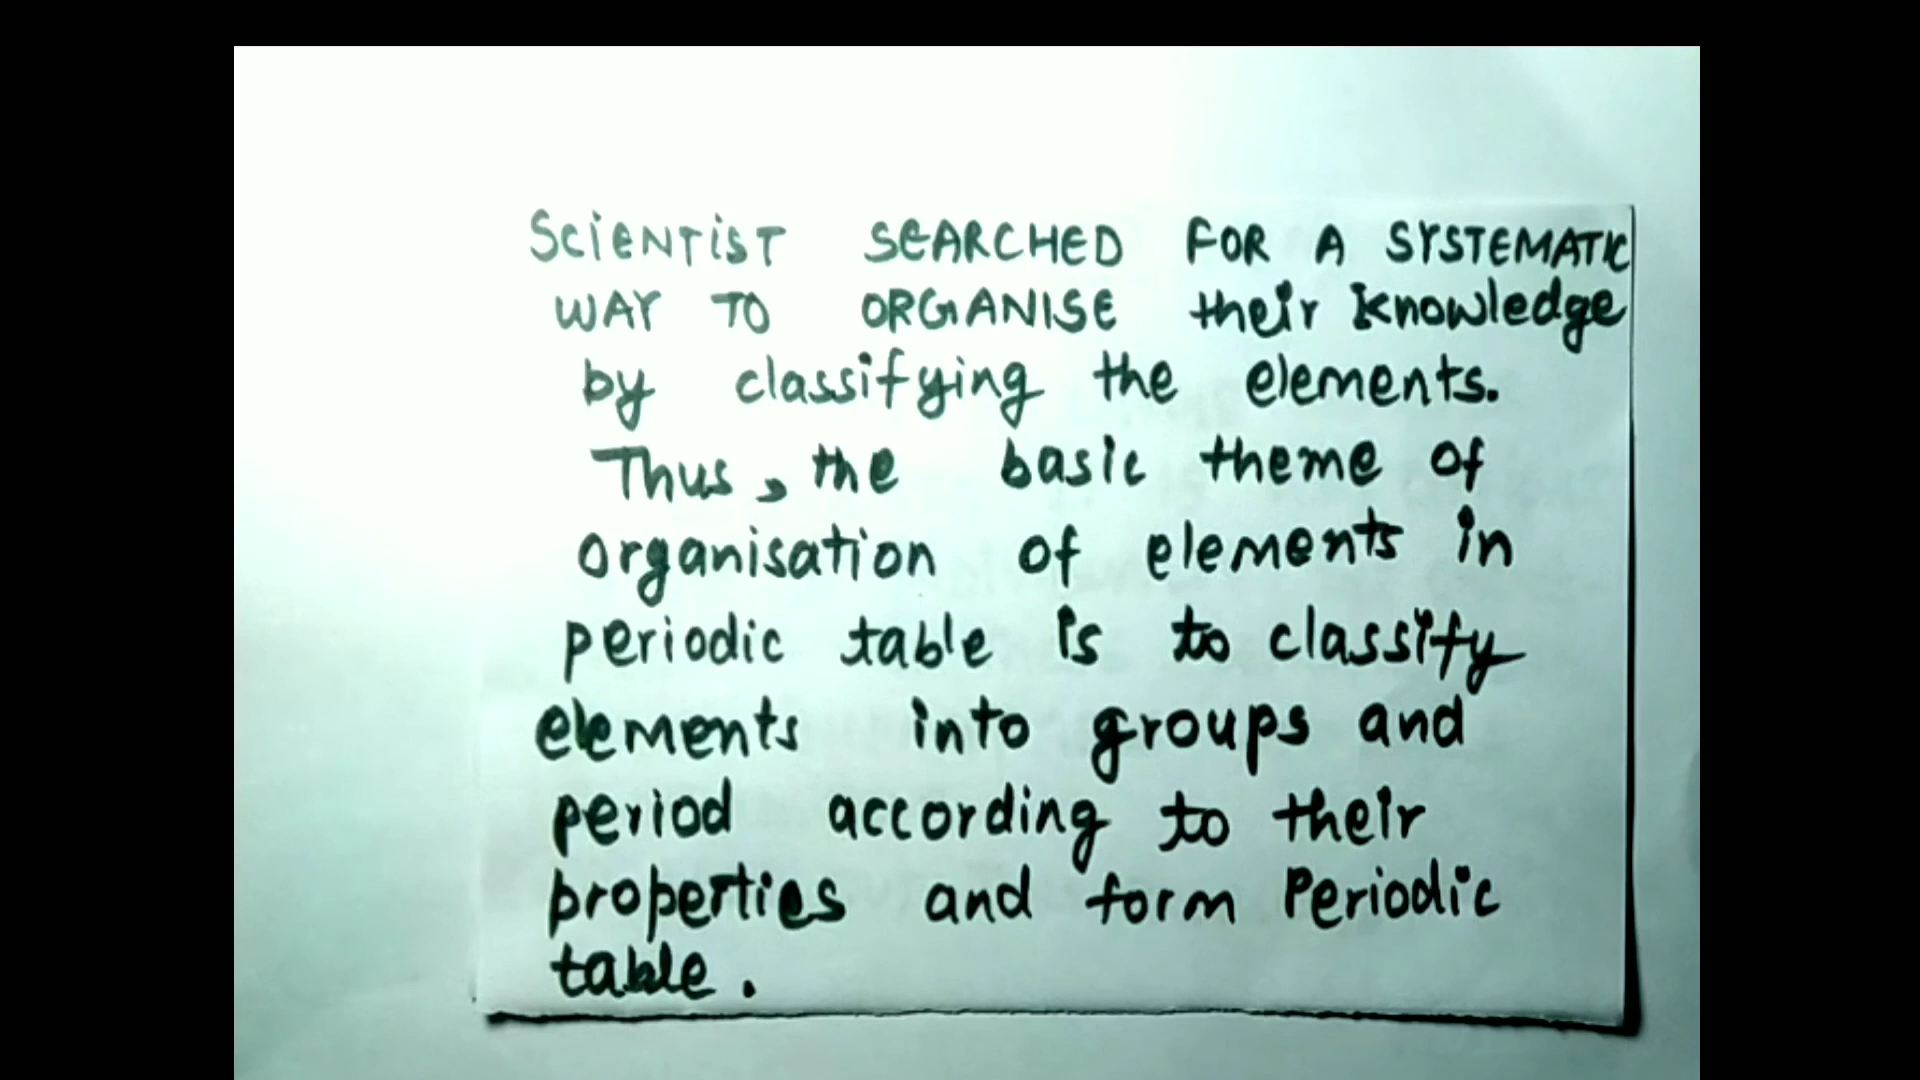 SCiENTiST SEARCHED FOR A SYSTEMATIC
WAY TO ORGANISE their knowledge
by classifying the elements.
Thus, the basic theme of
organisation of elements in
periodic table is to classify
elements into groups and
period according to their
properties and form Periodic
table.